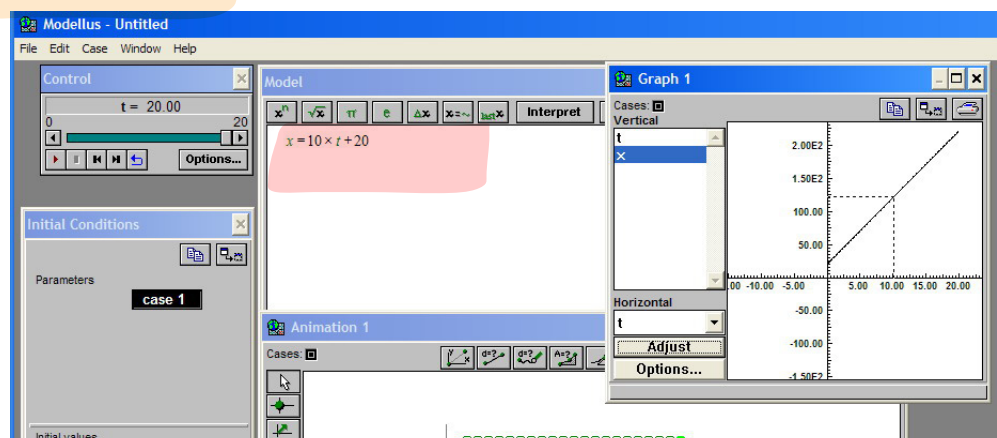 Modellus - Untitled
File Edit Case Window Help
Control
t = 20.00
0 20
Options...
Initial Conditions
Parameters
case 1
Initial values
Model
xⁿ √x π e Δx x=~ last x Interpret
x = 10 × t + 20
Animation 1
Cases:
Graph 1
Cases:
Vertical
t
x
Horizontal
t
Adjust
Options...
2.00E2
1.50E2
100.00
50.00
.00 -10.00 -5.00 5.00 10.00 15.00 20.00
-50.00
-100.00
-1.50E2